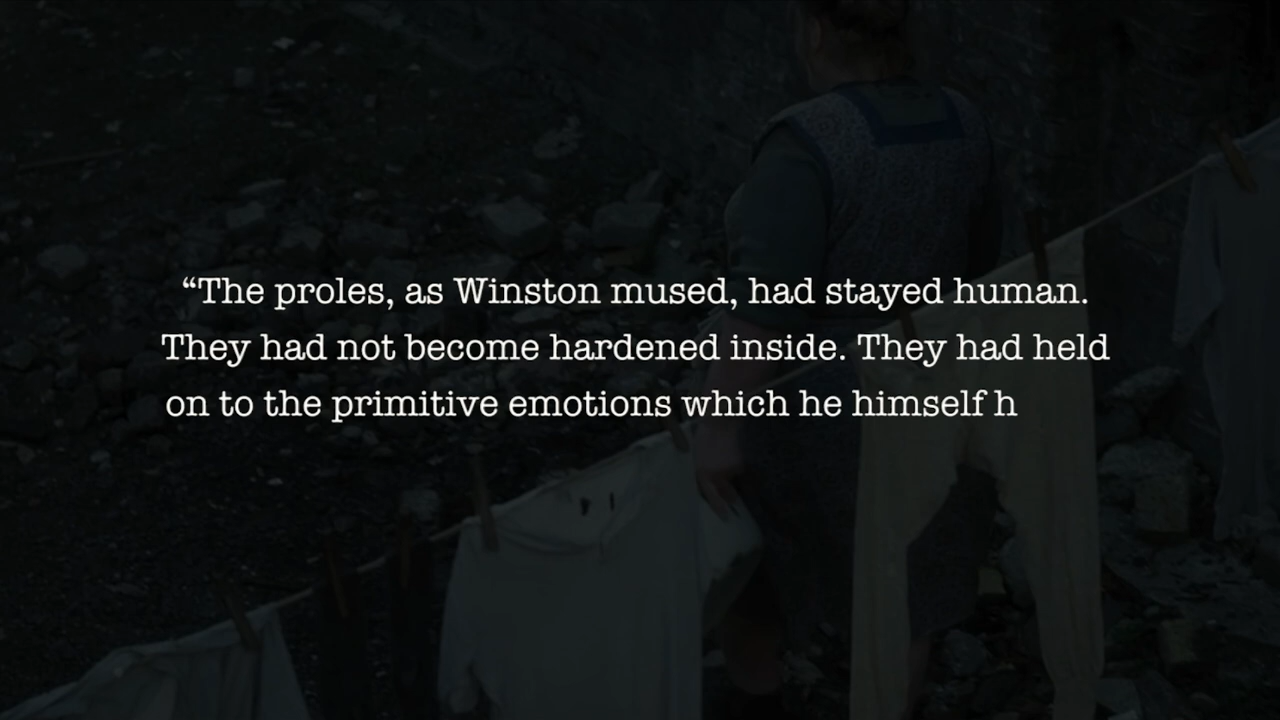 “The proles, as Winston mused, had stayed human.
They had not become hardened inside. They had held
on to the primitive emotions which he himself h